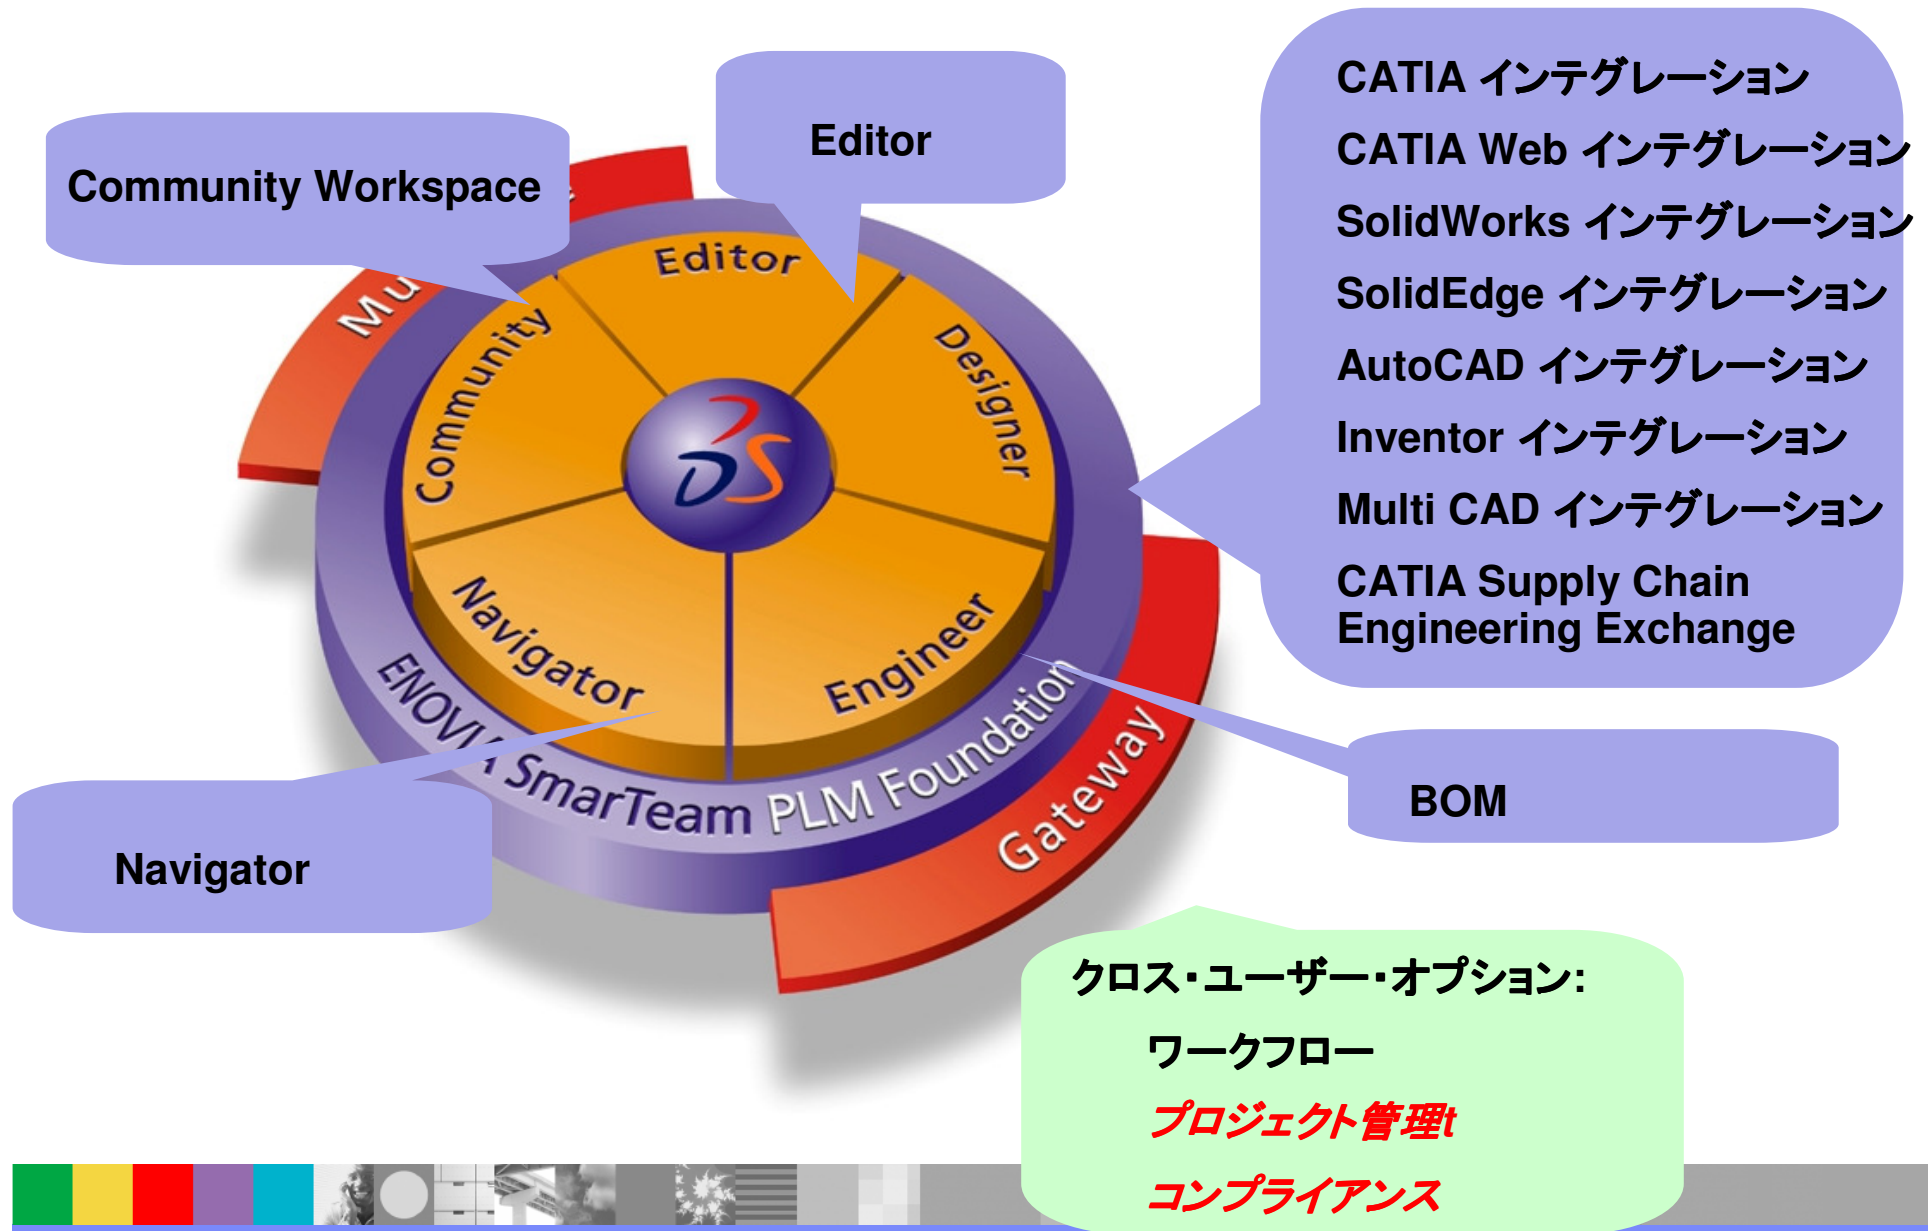 Community Workspace
Editor
CATIA インテグレーション
CATIA Web インテグレーション
SolidWorks インテグレーション
SolidEdge インテグレーション
AutoCAD インテグレーション
Inventor インテグレーション
Multi CAD インテグレーション
CATIA Supply Chain
Engineering Exchange
Editor
Community
Designer
Navigator
Engineer
ENOVIA SmarTeam PLM Foundation
Gateway
BOM
Navigator
クロス・ユーザー・オプション:
ワークフロー
プロジェクト管理t
コンプライアンス